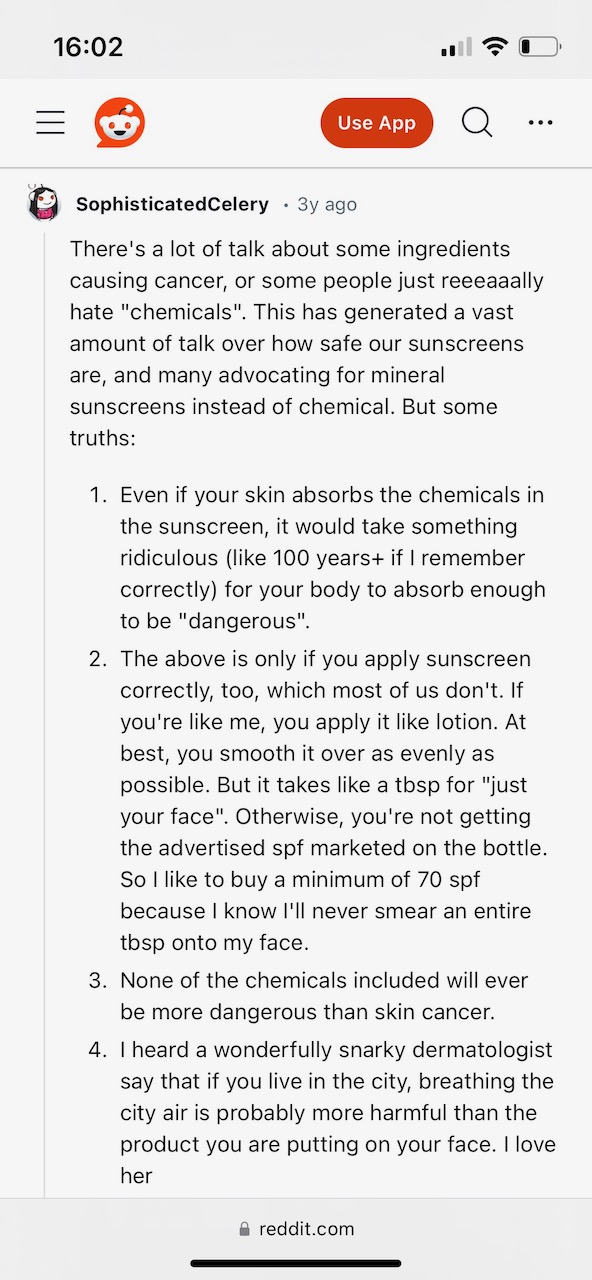 16:02
Use App
SophisticatedCelery • 3y ago
There's a lot of talk about some ingredients
causing cancer, or some people just reeeaaally
hate "chemicals". This has generated a vast
amount of talk over how safe our sunscreens
are, and many advocating for mineral
sunscreens instead of chemical. But some
truths:
1. Even if your skin absorbs the chemicals in
the sunscreen, it would take something
ridiculous (like 100 years+ if I remember
correctly) for your body to absorb enough
to be "dangerous".
2. The above is only if you apply sunscreen
correctly, too, which most of us don't. If
you're like me, you apply it like lotion. At
best, you smooth it over as evenly as
possible. But it takes like a tbsp for "just
your face". Otherwise, you're not getting
the advertised spf marketed on the bottle.
So I like to buy a minimum of 70 spf
because I know I'll never smear an entire
tbsp onto my face.
3. None of the chemicals included will ever
be more dangerous than skin cancer.
4. I heard a wonderfully snarky dermatologist
say that if you live in the city, breathing the
city air is probably more harmful than the
product you are putting on your face. I love
her
reddit.com